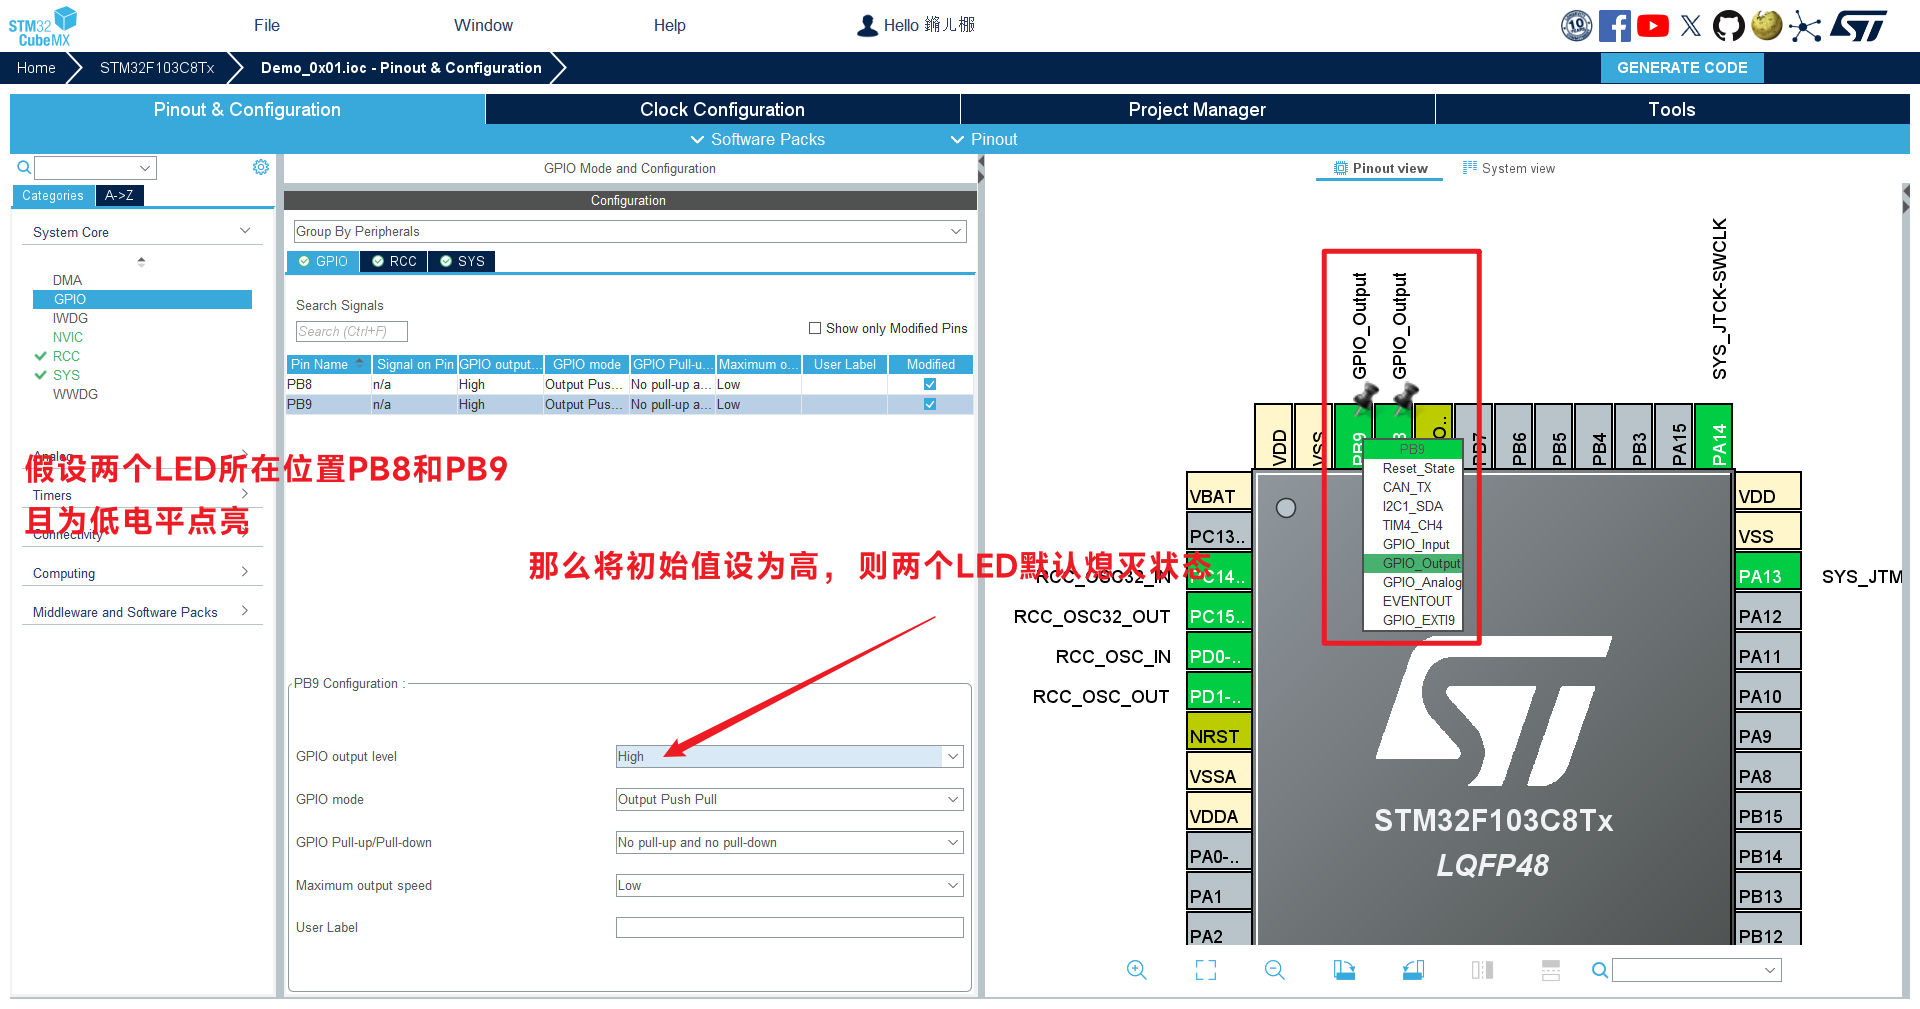 STM32
CubeMX
File
Window
Help
Hello 鏅儿棚
Home
STM32F103C8Tx
Demo_0x01.ioc - Pinout & Configuration
GENERATE CODE
Pinout & Configuration
Clock Configuration
Project Manager
Tools
Software Packs
Pinout
Categories
A->Z
System Core
DMA
GPIO
IWDG
NVIC
RCC
SYS
WWDG
Analog
Timers
Connectivity
Computing
Middleware and Software Packs
假设两个LED所在位置PB8和PB9
且为低电平点亮
GPIO Mode and Configuration
Configuration
Group By Peripherals
GPIO
RCC
SYS
Search Signals
Search (Ctrl+F)
Show only Modified Pins
Pin Name
Signal on Pin
GPIO output...
GPIO mode
GPIO Pull-u...
Maximum o...
User Label
Modified
PB8
n/a
High
Output Pus...
No pull-up a...
Low
PB9
n/a
High
Output Pus...
No pull-up a...
Low
那么将初始值设为高，则两个LED默认熄灭状态
PB9 Configuration :
GPIO output level
High
GPIO mode
Output Push Pull
GPIO Pull-up/Pull-down
No pull-up and no pull-down
Maximum output speed
Low
User Label
Pinout view
System view
GPIO_Output
GPIO_Output
SYS_JTCK-SWCLK
VDD
VSS
PB9
PB7
PB6
PB5
PB4
PB3
PA15
PA14
PB9
Reset_State
CAN_TX
I2C1_SDA
TIM4_CH4
GPIO_Input
GPIO_Output
GPIO_Analog
EVENTOUT
GPIO_EXTI9
VBAT
PC13..
RCC_OSC32_IN
PC14..
RCC_OSC32_OUT
PC15..
RCC_OSC_IN
PD0-..
RCC_OSC_OUT
PD1-..
NRST
VSSA
VDDA
PA0-..
PA1
PA2
VDD
VSS
PA13
SYS_JTM
PA12
PA11
PA10
PA9
PA8
PB15
PB14
PB13
PB12
STM32F103C8Tx
LQFP48